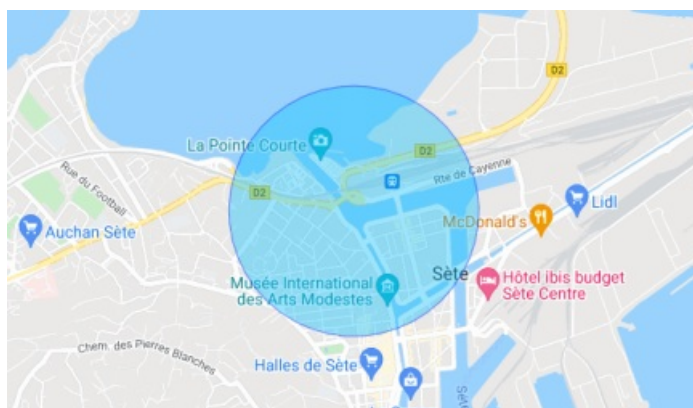 D2
La Pointe Courte
D2
Rte de Cayenne
Rue du Football
D2
Lidl
McDonald's
Auchan Sète
Sète
Musée International
des Arts Modestes
Hôtel ibis budget
Sète Centre
Chem. des Pierres Blanches
Halles de Sète